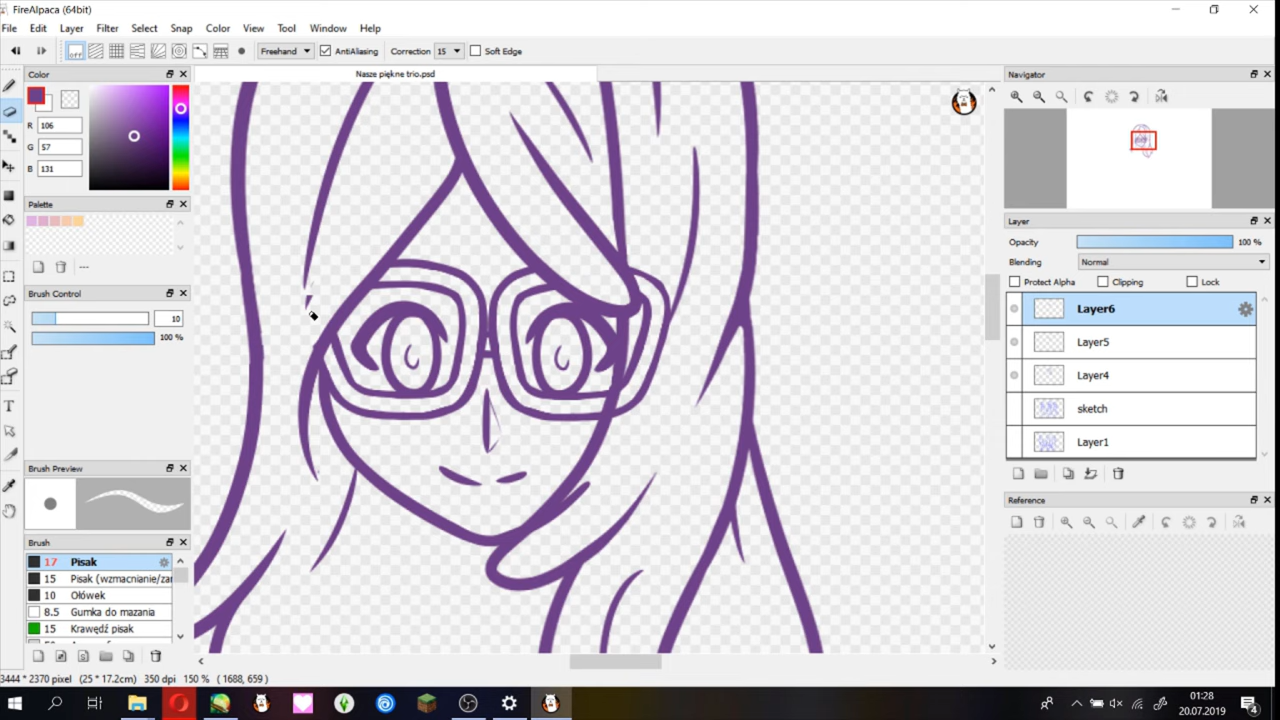 FireAlpaca (64bit)
File Edit Layer Filter Select Snap Color View Tool Window Help
off Freehand AntiAliasing Correction 15 Soft Edge
Color
R 106
G 57
B 131
Palette
---
Brush Control
10
100 %
Brush Preview
Brush
17 Pisak
15 Pisak (wzmacnianie/zar
10 Ołówek
8.5 Gumka do mazania
15 Krawędź pisak
Nasze piękne trio.psd
Navigator
Layer
Opacity 100 %
Blending Normal
Protect Alpha Clipping Lock
Layer6
Layer5
Layer4
sketch
Layer1
Reference
3444 * 2370 pixel (25 * 17.2cm) 350 dpi 150 % ( 1688, 659 )
01:28
20.07.2019
4